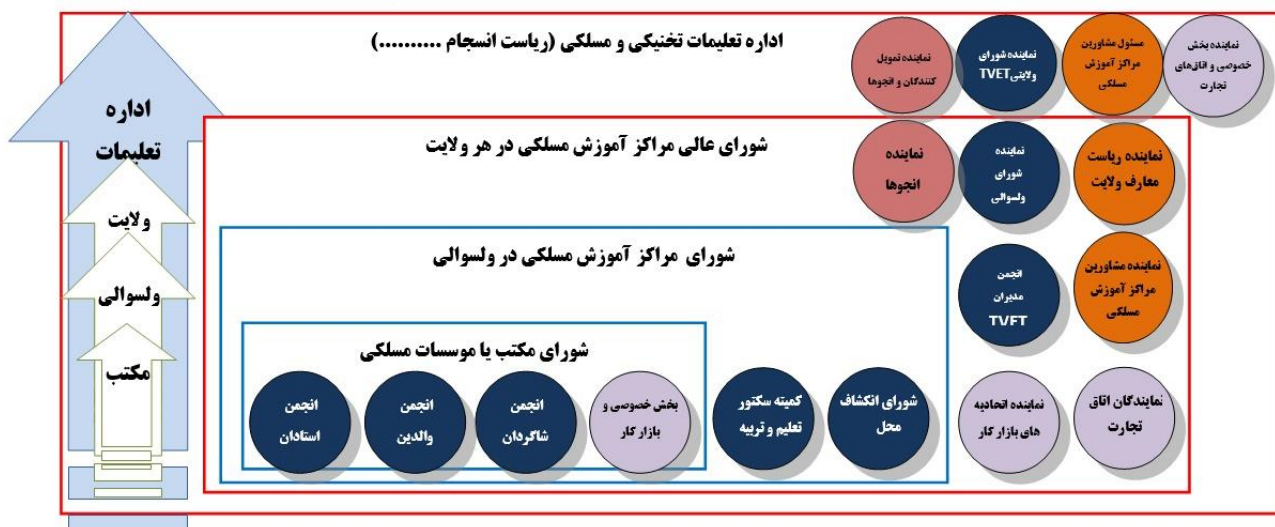 اداره تعلیمات تخنیکی و مسلکی (ریاست انسجام ..........)
نماینده بخش
خصوصی و اتاق‌های
تجارت
مسئول مشاورین
مراکز آموزش
مسلکی
نماینده شورای
ولایتی TVET
نماینده تمویل
کنندگان و انجوها
اداره
تعلیمات
ولایت
ولسوالی
مکتب
شورای عالی مراکز آموزش مسلکی در هر ولایت
نماینده ریاست
معارف ولایت
نماینده
شورای
ولسوالی
نماینده
انجوها
شورای مراکز آموزش مسلکی در ولسوالی
نماینده مشاورین
مراکز آموزش
مسلکی
انجمن
مدیران
TVFT
شورای مکتب یا موسسات مسلکی
نمایندگان اتاق
تجارت
نماینده اتحادیه
های بازار کار
شورای انکشاف
محل
کمیته سکتور
تعلیم و تربیه
بخش خصوصی و
بازار کار
انجمن
شاگردان
انجمن
والدین
انجمن
استادان